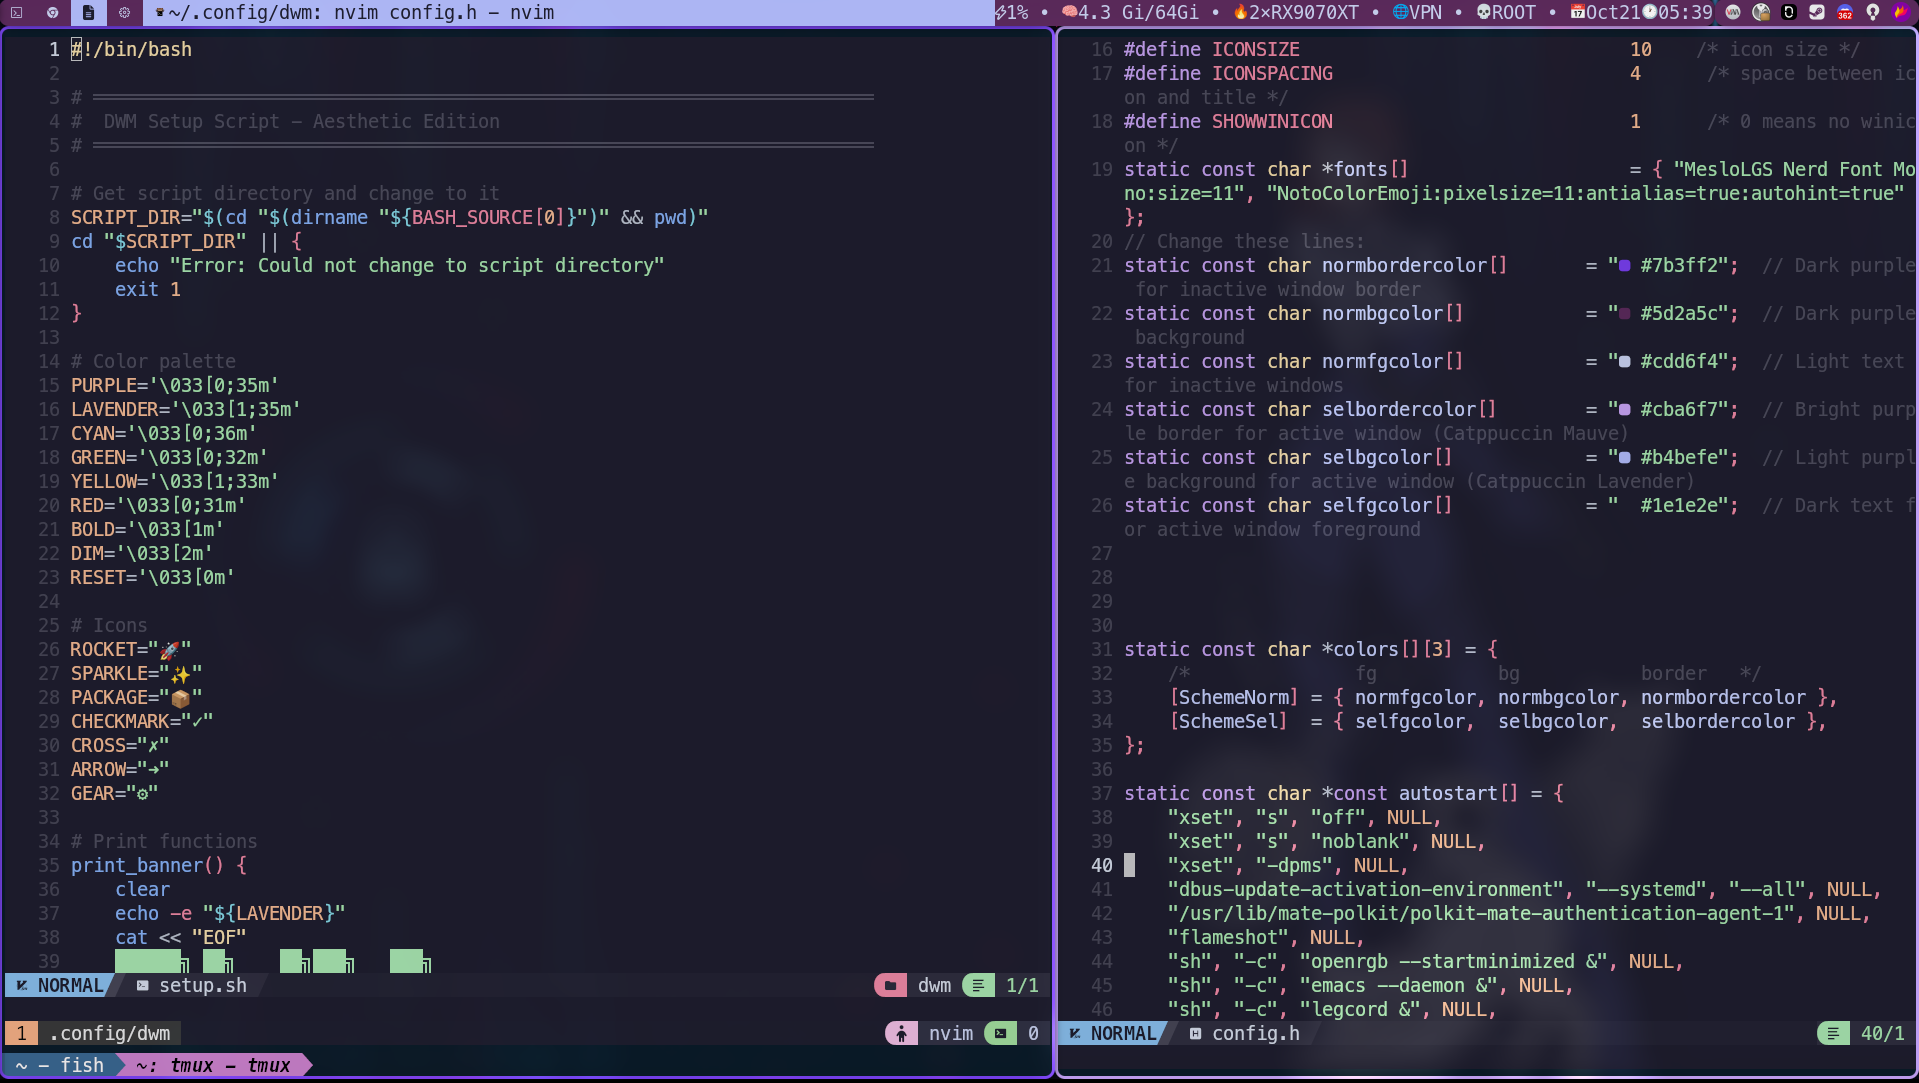 ~/.config/dwm: nvim config.h - nvim
1% • 4.3 Gi/64Gi • 2×RX9070XT • VPN • ROOT • Oct21 05:39
362
1 #!/bin/bash
2
3 # ═══════════════════════════════════════════════════════════════════════
4 #  DWM Setup Script - Aesthetic Edition
5 # ═══════════════════════════════════════════════════════════════════════
6
7 # Get script directory and change to it
8 SCRIPT_DIR="$(cd "$(dirname "${BASH_SOURCE[0]}")" && pwd)"
9 cd "$SCRIPT_DIR" || {
10     echo "Error: Could not change to script directory"
11     exit 1
12 }
13
14 # Color palette
15 PURPLE='\033[0;35m'
16 LAVENDER='\033[1;35m'
17 CYAN='\033[0;36m'
18 GREEN='\033[0;32m'
19 YELLOW='\033[1;33m'
20 RED='\033[0;31m'
21 BOLD='\033[1m'
22 DIM='\033[2m'
23 RESET='\033[0m'
24
25 # Icons
26 ROCKET="🚀"
27 SPARKLE="✨"
28 PACKAGE="📦"
29 CHECKMARK="✓"
30 CROSS="✗"
31 ARROW="➜"
32 GEAR="⚙"
33
34 # Print functions
35 print_banner() {
36     clear
37     echo -e "${LAVENDER}"
38     cat << "EOF"
39     ██████╗ ██╗    ██╗███╗   ███╗
NORMAL setup.sh dwm 1/1
1 .config/dwm nvim 0
~ - fish ~: tmux - tmux
16 #define ICONSIZE 10 /* icon size */
17 #define ICONSPACING 4 /* space between ic
on and title */
18 #define SHOWWINICON 1 /* 0 means no winic
on */
19 static const char *fonts[] = { "MesloLGS Nerd Font Mo
no:size=11", "NotoColorEmoji:pixelsize=11:antialias=true:autohint=true"
};
20 // Change these lines:
21 static const char normbordercolor[] = "#7b3ff2"; // Dark purple
 for inactive window border
22 static const char normbgcolor[] = "#5d2a5c"; // Dark purple
 background
23 static const char normfgcolor[] = "#cdd6f4"; // Light text
for inactive windows
24 static const char selbordercolor[] = "#cba6f7"; // Bright purp
le border for active window (Catppuccin Mauve)
25 static const char selbgcolor[] = "#b4befe"; // Light purpl
e background for active window (Catppuccin Lavender)
26 static const char selfgcolor[] = "#1e1e2e"; // Dark text f
or active window foreground
27
28
29
30
31 static const char *colors[][3] = {
32     /*               fg           bg           border   */
33     [SchemeNorm] = { normfgcolor, normbgcolor, normbordercolor },
34     [SchemeSel]  = { selfgcolor,  selbgcolor,  selbordercolor },
35 };
36
37 static const char *const autostart[] = {
38     "xset", "s", "off", NULL,
39     "xset", "s", "noblank", NULL,
40     "xset", "-dpms", NULL,
41     "dbus-update-activation-environment", "--systemd", "--all", NULL,
42     "/usr/lib/mate-polkit/polkit-mate-authentication-agent-1", NULL,
43     "flameshot", NULL,
44     "sh", "-c", "openrgb --startminimized &", NULL,
45     "sh", "-c", "emacs --daemon &", NULL,
46     "sh", "-c", "legcord &", NULL,
NORMAL config.h 40/1